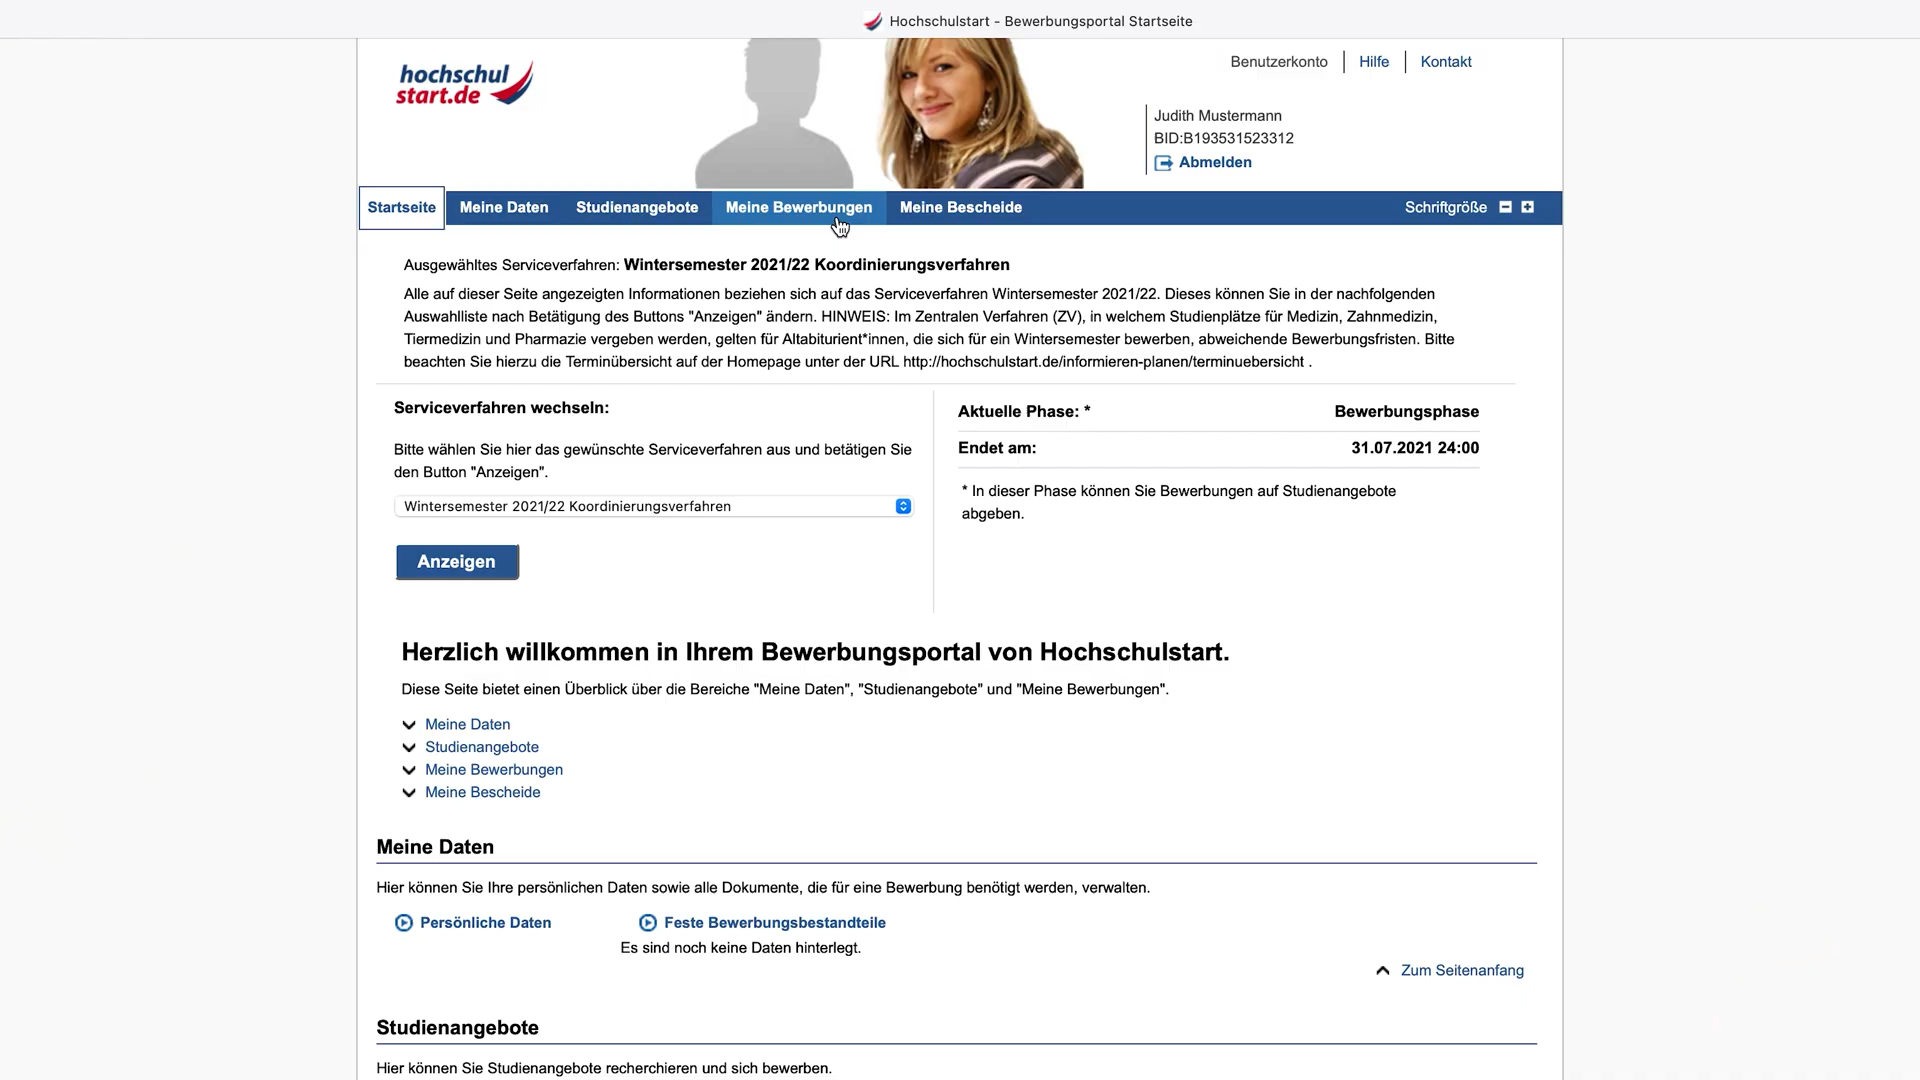 Hochschulstart - Bewerbungsportal Startseite
hochschul
start.de
Benutzerkonto
Hilfe
Kontakt
Judith Mustermann
BID:B193531523312
Abmelden
Startseite
Meine Daten
Studienangebote
Meine Bewerbungen
Meine Bescheide
Schriftgröße
Ausgewähltes Serviceverfahren: Wintersemester 2021/22 Koordinierungsverfahren
Alle auf dieser Seite angezeigten Informationen beziehen sich auf das Serviceverfahren Wintersemester 2021/22. Dieses können Sie in der nachfolgenden
Auswahlliste nach Betätigung des Buttons "Anzeigen" ändern. HINWEIS: Im Zentralen Verfahren (ZV), in welchem Studienplätze für Medizin, Zahnmedizin,
Tiermedizin und Pharmazie vergeben werden, gelten für Altabiturient*innen, die sich für ein Wintersemester bewerben, abweichende Bewerbungsfristen. Bitte
beachten Sie hierzu die Terminübersicht auf der Homepage unter der URL http://hochschulstart.de/informieren-planen/terminuebersicht .
Serviceverfahren wechseln:
Bitte wählen Sie hier das gewünschte Serviceverfahren aus und betätigen Sie
den Button "Anzeigen".
Wintersemester 2021/22 Koordinierungsverfahren
Anzeigen
Aktuelle Phase: * Bewerbungsphase
Endet am: 31.07.2021 24:00
* In dieser Phase können Sie Bewerbungen auf Studienangebote
abgeben.
Herzlich willkommen in Ihrem Bewerbungsportal von Hochschulstart.
Diese Seite bietet einen Überblick über die Bereiche "Meine Daten", "Studienangebote" und "Meine Bewerbungen".
Meine Daten
Studienangebote
Meine Bewerbungen
Meine Bescheide
Meine Daten
Hier können Sie Ihre persönlichen Daten sowie alle Dokumente, die für eine Bewerbung benötigt werden, verwalten.
Persönliche Daten
Feste Bewerbungsbestandteile
Es sind noch keine Daten hinterlegt.
Zum Seitenanfang
Studienangebote
Hier können Sie Studienangebote recherchieren und sich bewerben.